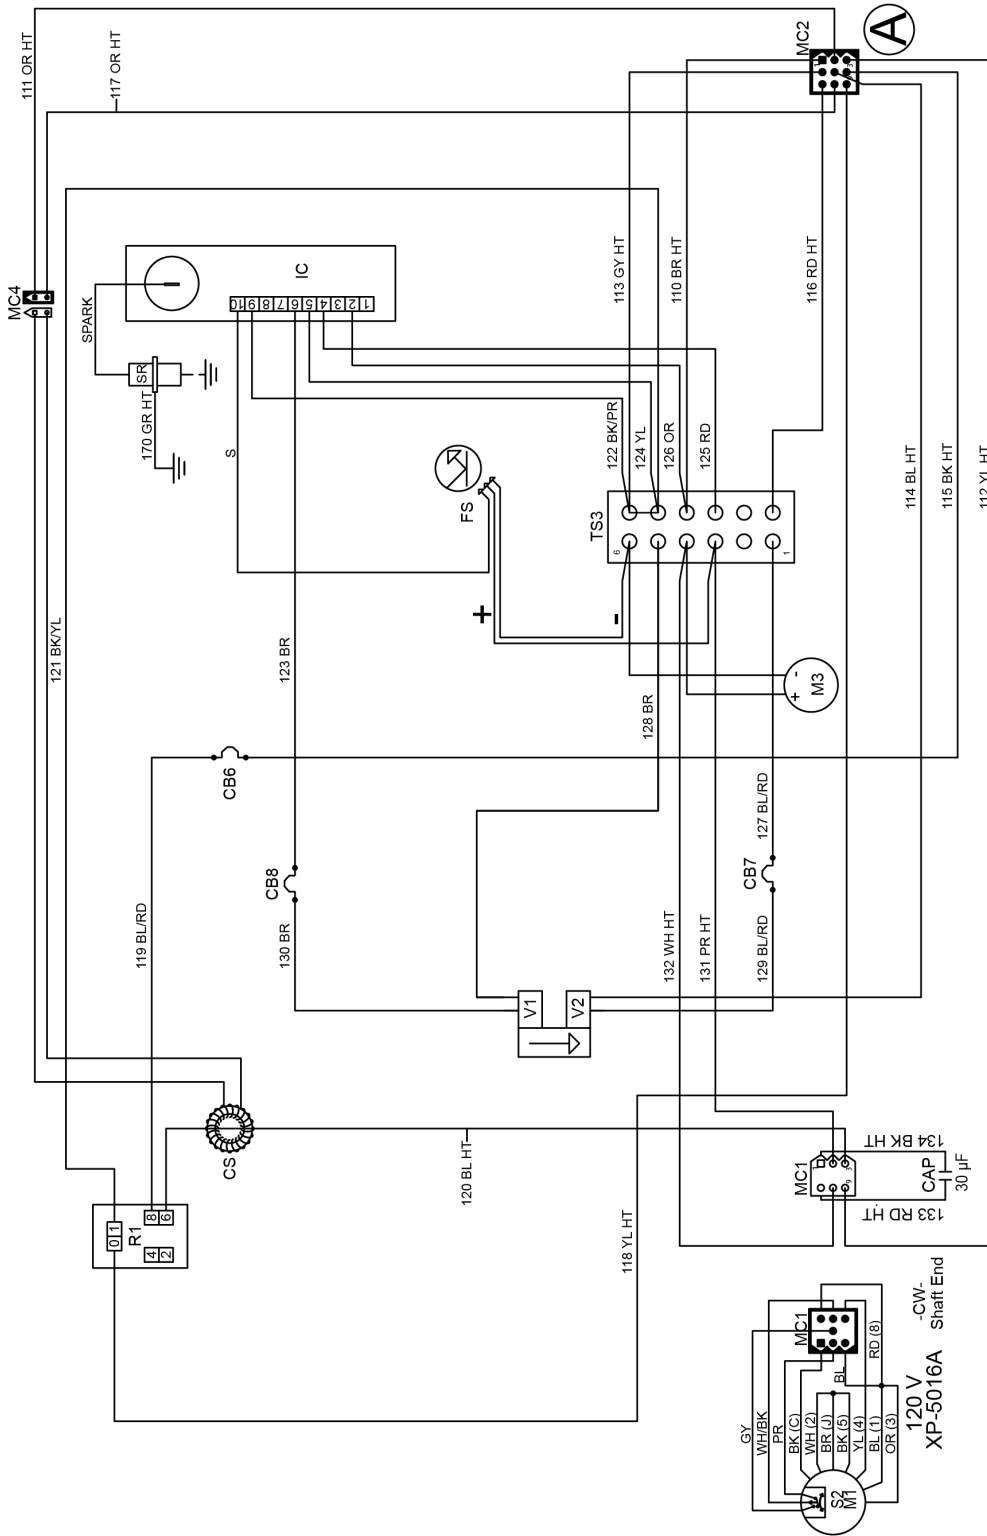 111 OR HT
117 OR HT
MC2
A
1
3
9
MC4
SPARK
IC
10 9 8 7 6 5 4 3 2 1
SR
170 GR HT
113 GY HT
110 BR HT
116 RD HT
S
FS
122 BK/PR
124 YL
126 OR
125 RD
TS3
6
1
114 BL HT
115 BK HT
112 YL HT
121 BK/YL
+
-
123 BR
128 BR
+ -
M3
CB6
127 BL/RD
CB8
CB7
119 BL/RD
130 BR
132 WH HT
131 PR HT
129 BL/RD
V1
V2
CS
120 BL HT
MC1
1
3
9
134 BK HT
CAP
30 µF
133 RD HT
R1
0 1
8 6
4 2
118 YL HT
MC1
-CW-
Shaft End
GY
WH/BK
PR
BK (C)
WH (2)
BR (J)
BK (5)
YL (4)
BL (1)
OR (3)
BL
RD (8)
120 V
XP-5016A
S2
M1